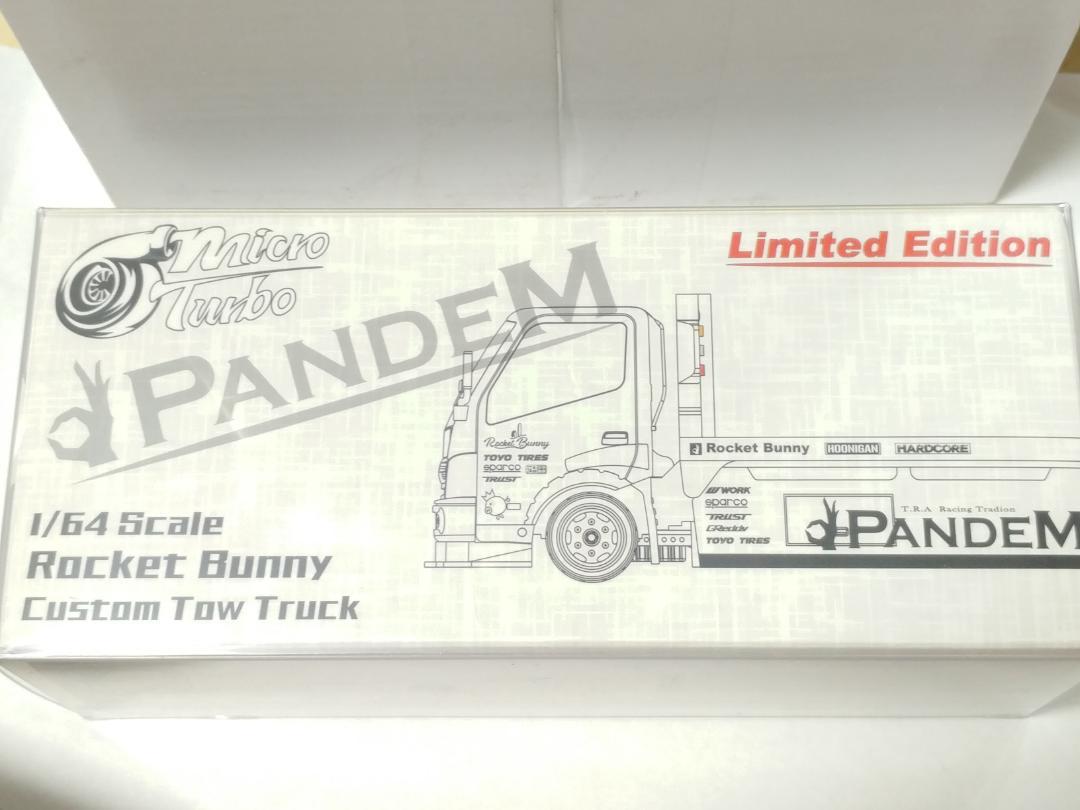 Micro
Turbo
PANDEM
Limited Edition
1/64 Scale
Rocket Bunny
Custom Tow Truck
Rocket Bunny
TOYO TIRES
sparco
TRUST
Rocket Bunny HOONIGAN HARDCORE
WORK
sparco
TRUST
GReddy
TOYO TIRES
T.R.A Racing Tradion
PANDEM